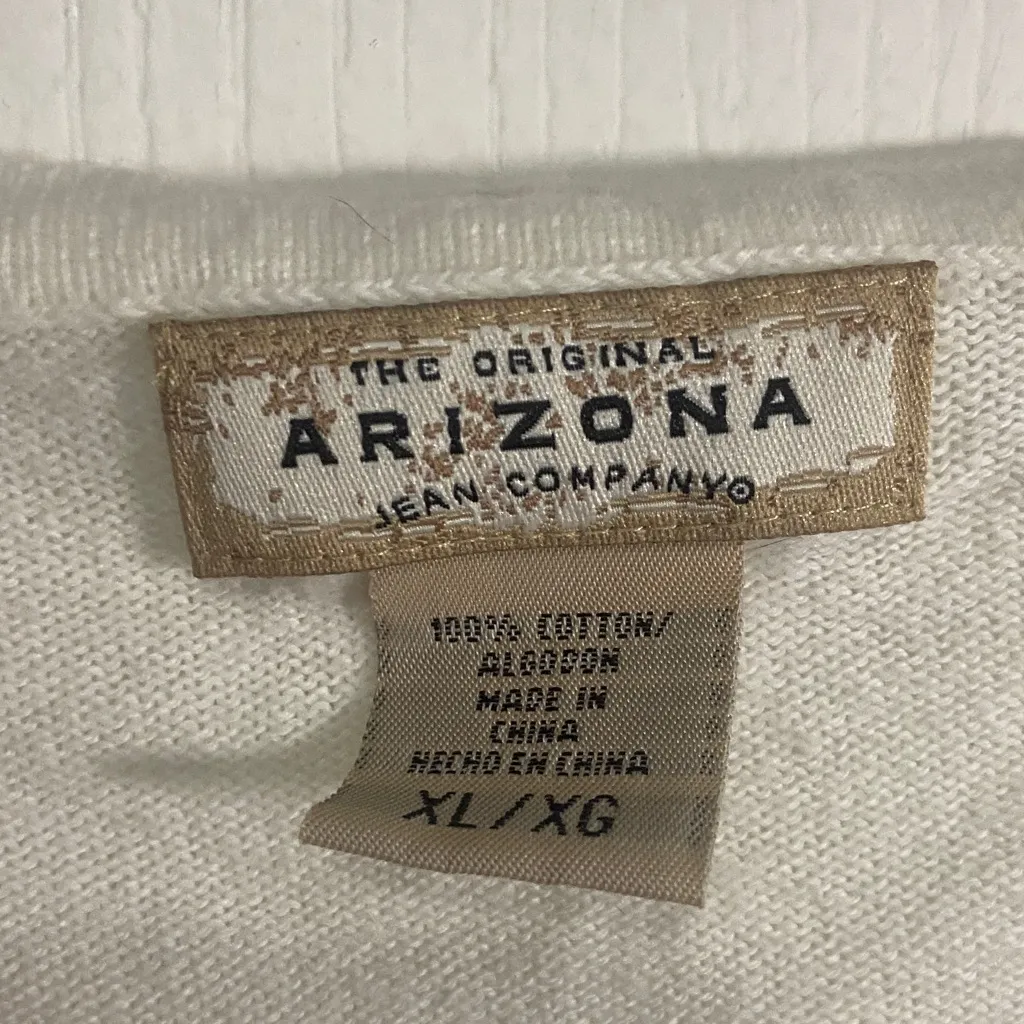 THE ORIGINAL
ARIZONA
JEAN COMPANY®
100% COTTON/
ALGODON
MADE IN
CHINA
HECHO EN CHINA
XL/XG